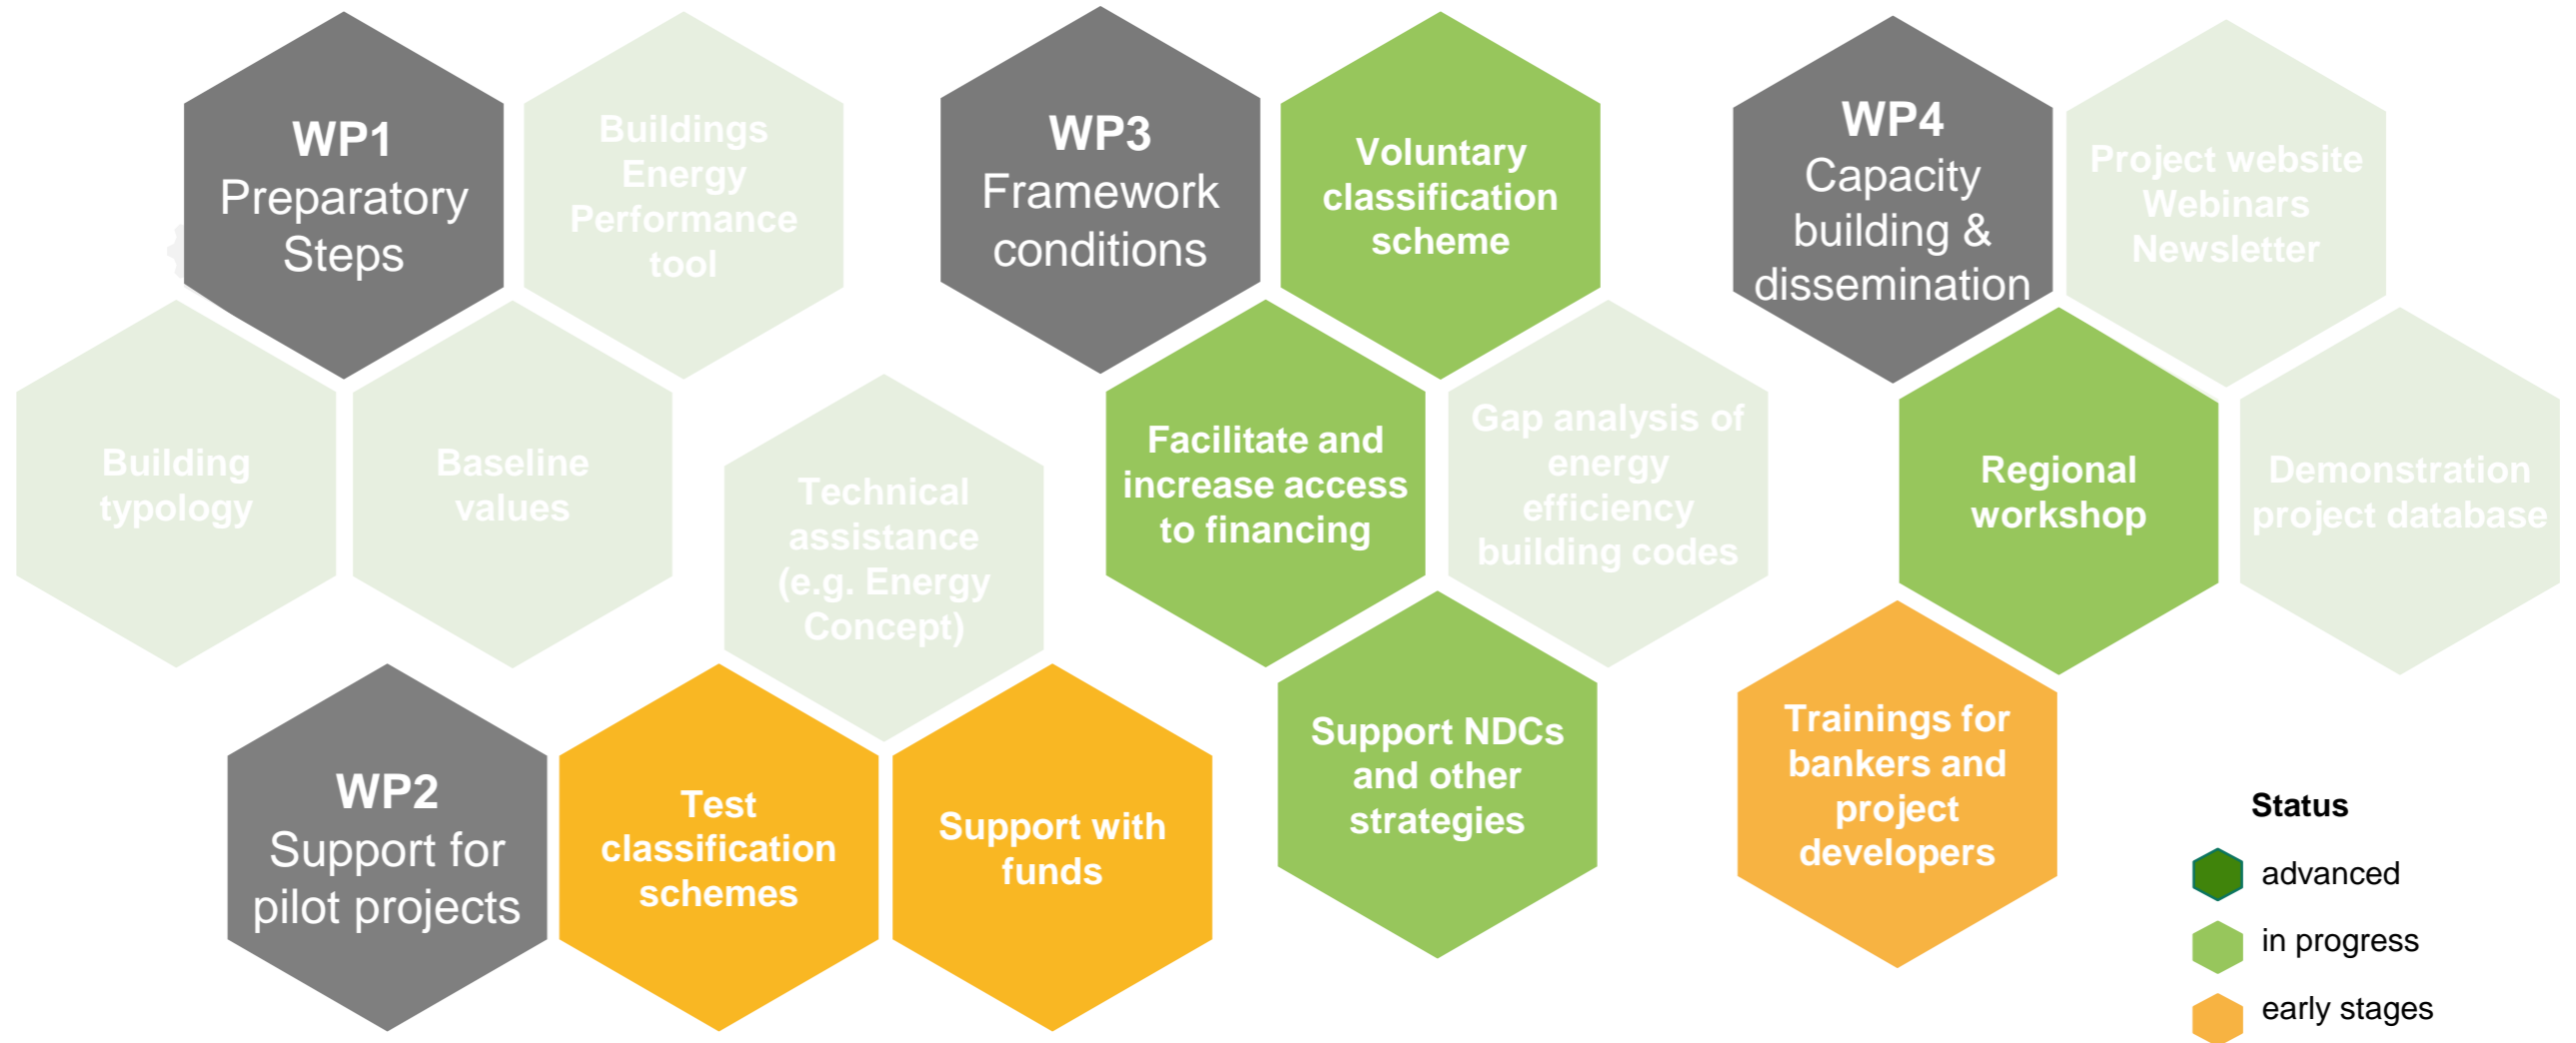 WP1
Preparatory
Steps
Buildings
Energy
Performance
tool
Building
typology
Baseline
values
WP2
Support for
pilot projects
Technical
assistance
(e.g. Energy
Concept)
Test
classification
schemes
Support with
funds
WP3
Framework
conditions
Voluntary
classification
scheme
Facilitate and
increase access
to financing
Gap analysis of
energy
efficiency
building codes
Support NDCs
and other
strategies
WP4
Capacity
building &
dissemination
Project website
Webinars
Newsletter
Regional
workshop
Demonstration
project database
Trainings for
bankers and
project
developers
Status
advanced
in progress
early stages